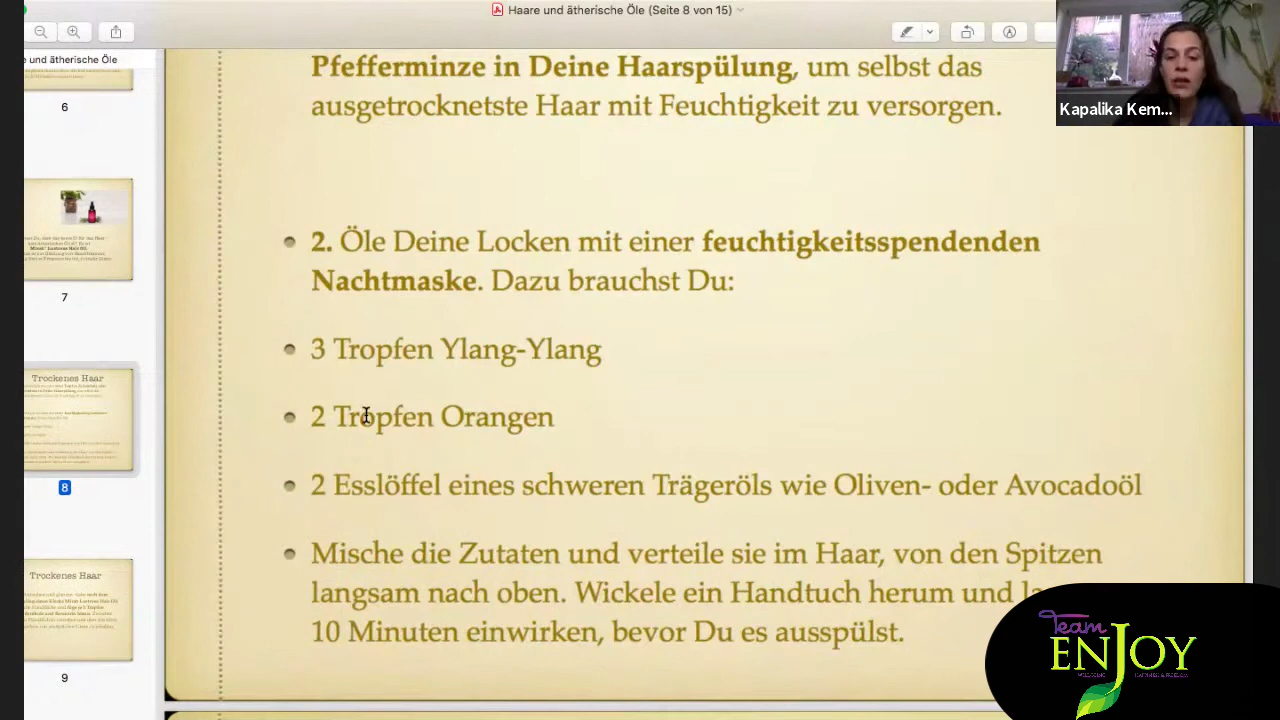 Haare und ätherische Öle (Seite 8 von 15)
e und ätherische Öle
6
7
Trockenes Haar
8
Trockenes Haar
9
Pfefferminze in Deine Haarspülung, um selbst das
ausgetrocknetste Haar mit Feuchtigkeit zu versorgen.
2. Öle Deine Locken mit einer feuchtigkeitsspendenden
Nachtmaske. Dazu brauchst Du:
3 Tropfen Ylang-Ylang
2 Tropfen Orangen
2 Esslöffel eines schweren Trägeröls wie Oliven- oder Avocadoöl
Mische die Zutaten und verteile sie im Haar, von den Spitzen
langsam nach oben. Wickele ein Handtuch herum und
10 Minuten einwirken, bevor Du es ausspülst.
Kapalika Kem...
Team
ENJOY